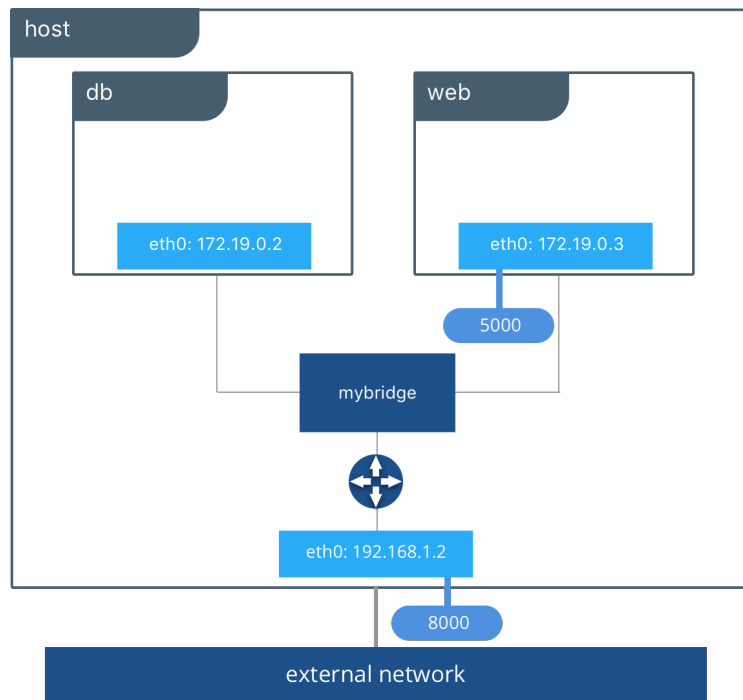 host
db
web
eth0: 172.19.0.2
eth0: 172.19.0.3
5000
mybridge
eth0: 192.168.1.2
8000
external network